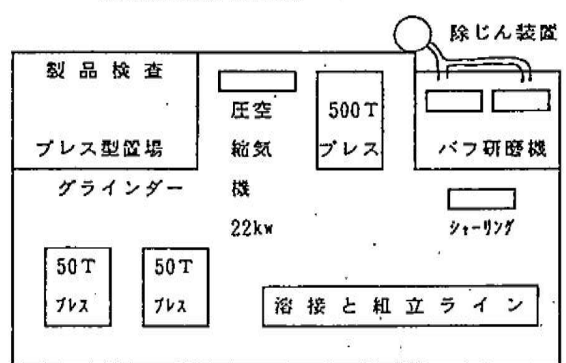 除じん装置
製品検査
プレス型置場
圧空
縮気
機
22kw
500T
プレス
バフ研磨機
グラインダー
シャーリング
50T
プレス
50T
プレス
溶接と組立ライン